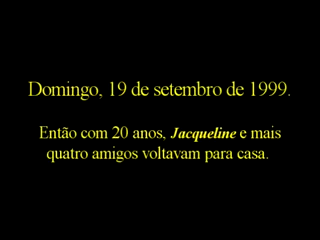 Domingo, 19 de setembro de 1999.
Então com 20 anos, Jacqueline e mais
quatro amigos voltavam para casa.